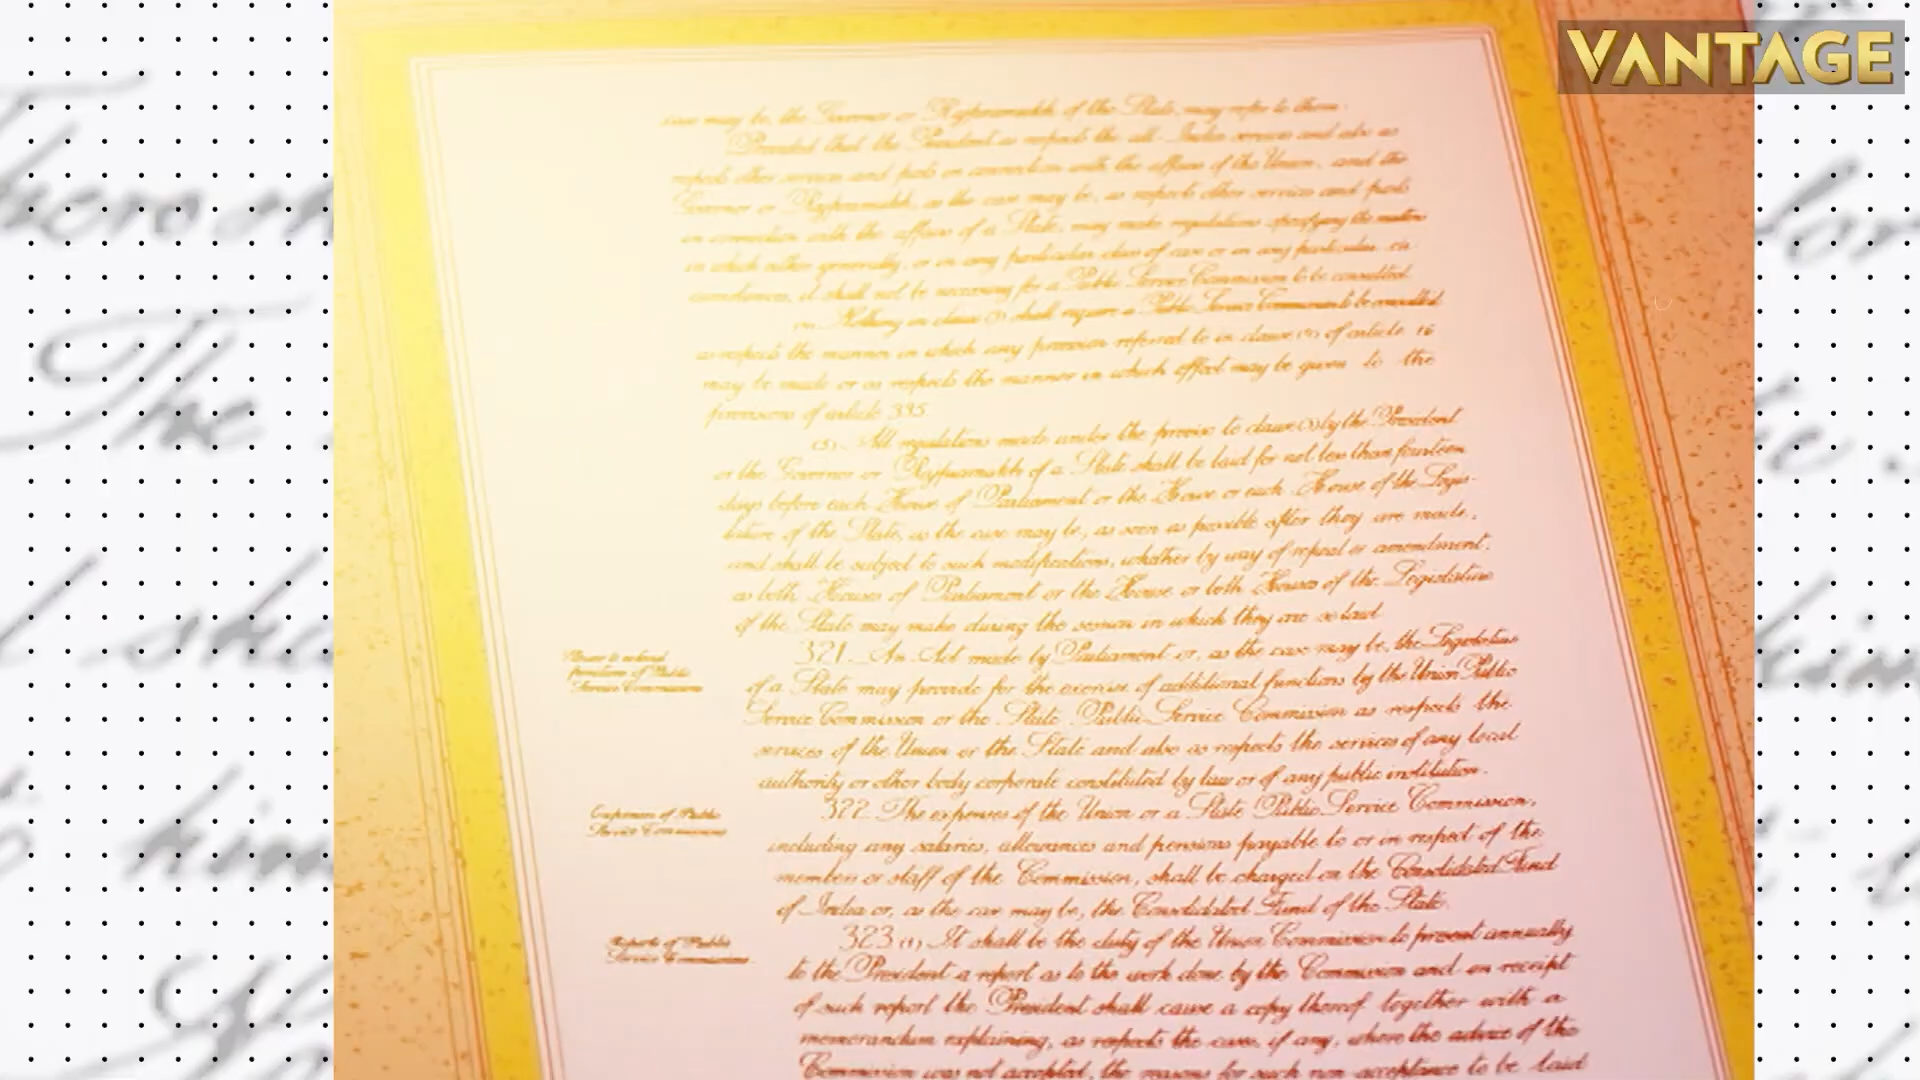 VANTAGE
case may be, the Governor or Rajpramukh of the State, may refer to them:
Provided that the President as respects the all-India services and also as
respects other services and posts in connection with the affairs of the Union, and the
Governor or Rajpramukh, as the case may be, as respects other services and posts
in connection with the affairs of a State, may make regulations specifying the matters
in which either generally, or in any particular class of case or in any particular cir-
cumstances, it shall not be necessary for a Public Service Commission to be consulted.
Nothing in clause (3) shall require a Public Service Commission to be consulted
as respects the manner in which any provision referred to in clause (4) of article 16
may be made or as respects the manner in which effect may be given to the
provisions of article 335.
(5). All regulations made under the proviso to clause (3) by the President
or the Governor or Rajpramukh of a State shall be laid for not less than fourteen
days before each House of Parliament or the House or each House of the Legis-
lature of the State, as the case may be, as soon as possible after they are made,
and shall be subject to such modifications, whether by way of repeal or amendment,
as both Houses of Parliament or the House or both Houses of the Legislature
of the State may make during the session in which they are so laid.
Power to extend
functions of Public
Service Commissions
321. An Act made by Parliament or, as the case may be, the Legislature
of a State may provide for the exercise of additional functions by the Union Public
Service Commission or the State Public Service Commission as respects the
services of the Union or the State and also as respects the services of any local
authority or other body corporate constituted by law or of any public institution.
Expenses of Public
Service Commissions
322. The expenses of the Union or a State Public Service Commission,
including any salaries, allowances and pensions payable to or in respect of the
members or staff of the Commission, shall be charged on the Consolidated Fund
of India or, as the case may be, the Consolidated Fund of the State.
Reports of Public
Service Commissions
323 (1) It shall be the duty of the Union Commission to present annually
to the President a report as to the work done by the Commission and on receipt
of such report the President shall cause a copy thereof together with a
memorandum explaining, as respects the cases, if any, where the advice of the
Commission was not accepted, the reasons for such non-acceptance to be laid
The
l sha
him